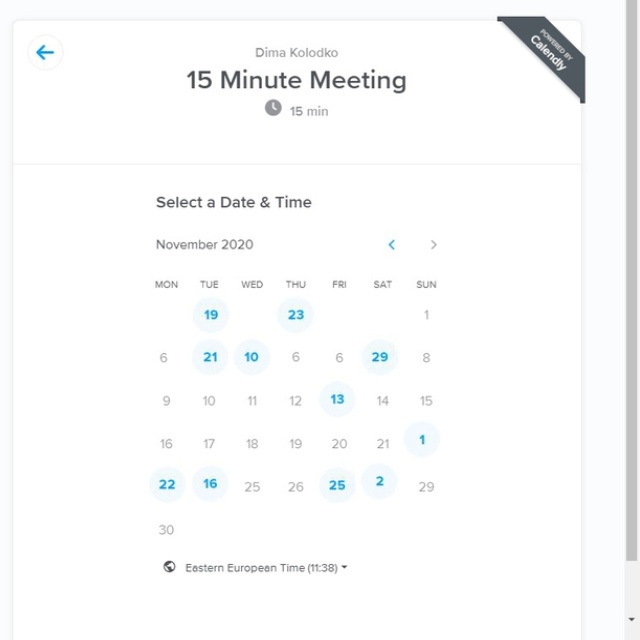 Dima Kolodko
15 Minute Meeting
15 min
POWERED BY
Calendly
Select a Date & Time
November 2020
MON TUE WED THU FRI SAT SUN
19 23 1
6 21 10 6 6 29 8
9 10 11 12 13 14 15
16 17 18 19 20 21 1
22 16 25 26 25 2 29
30
Eastern European Time (11:38)